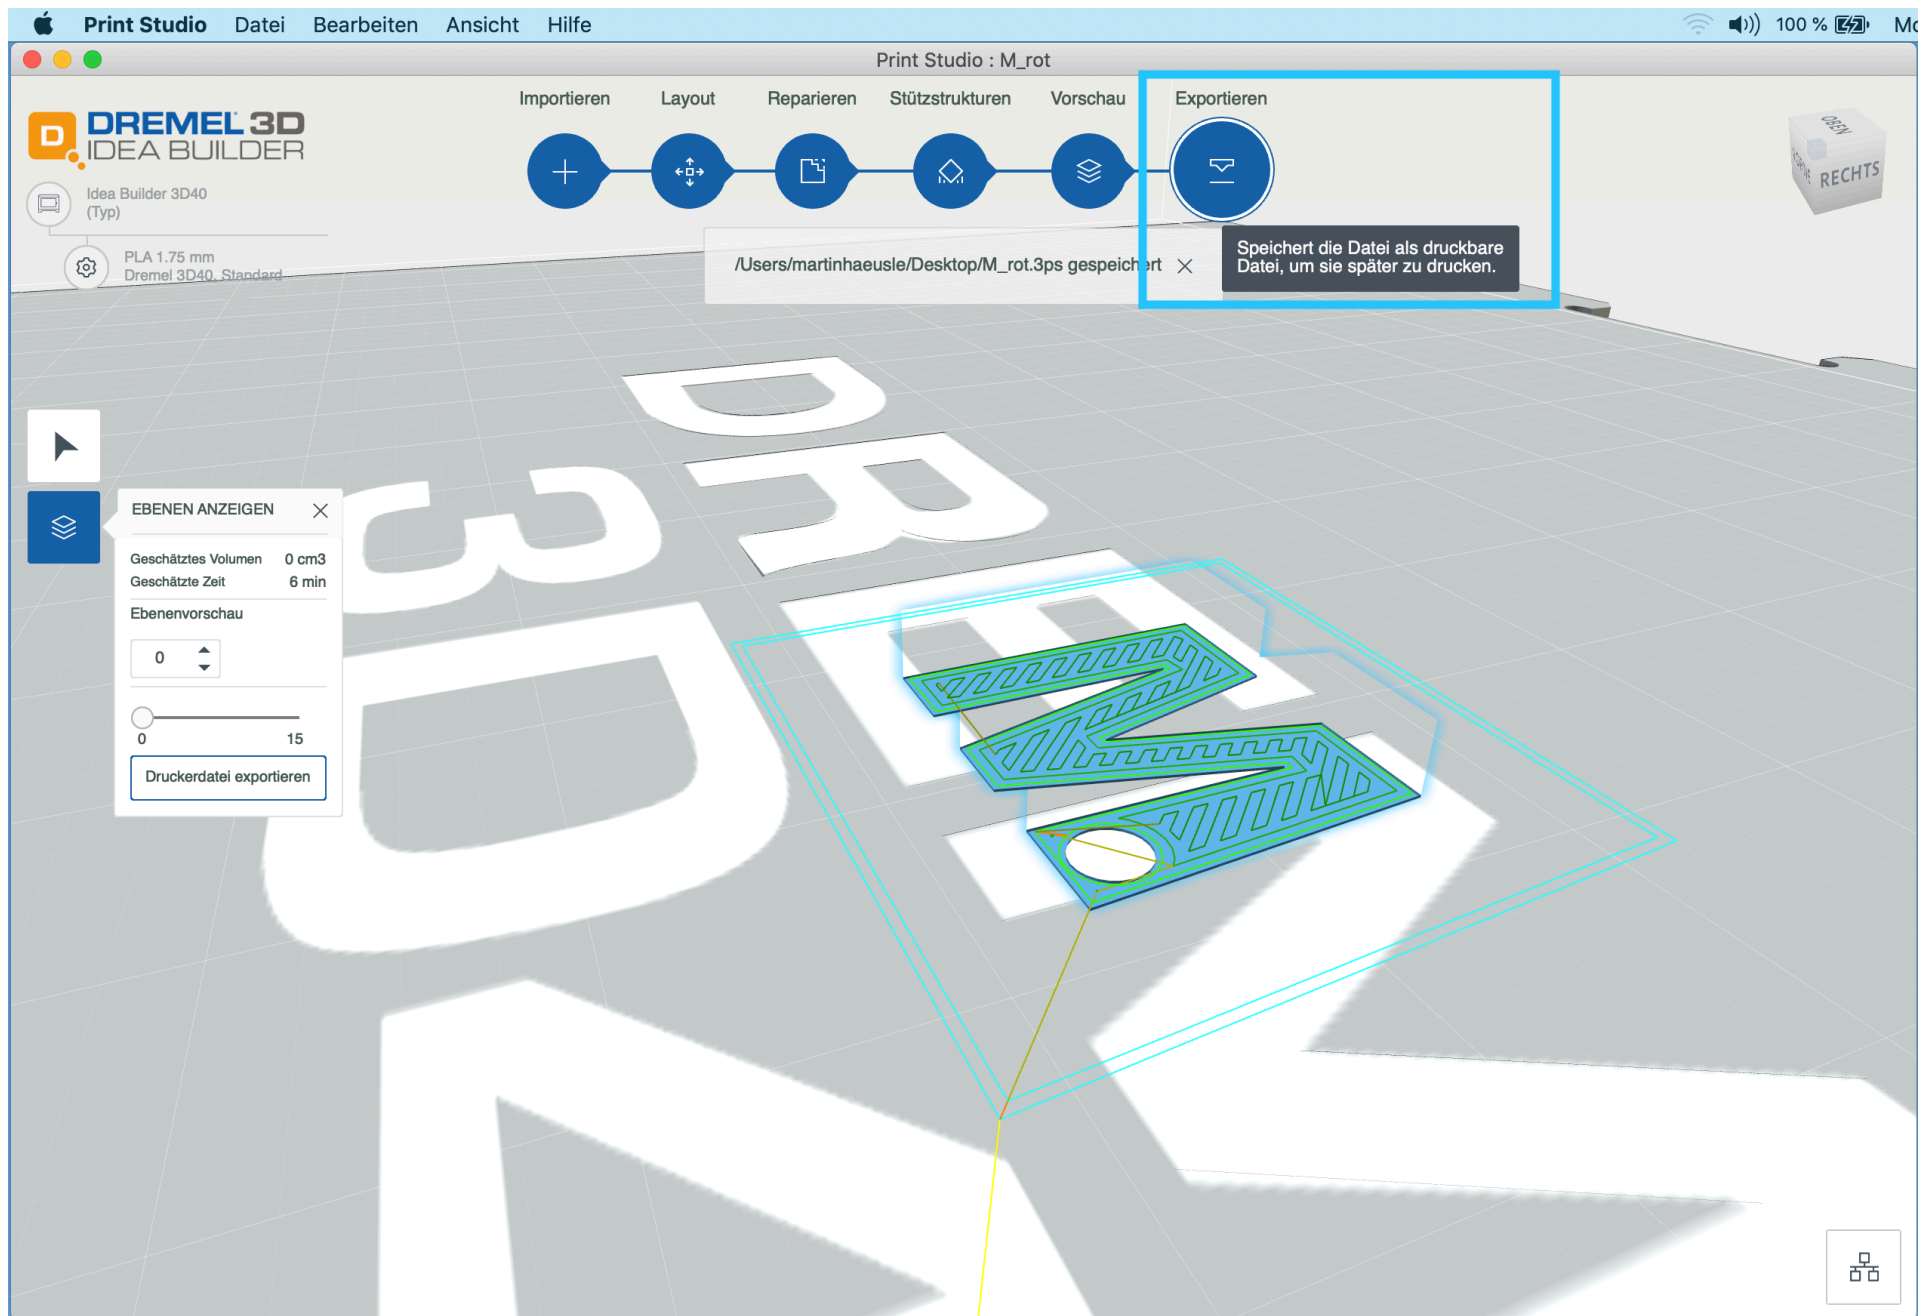 Print Studio Datei Bearbeiten Ansicht Hilfe 100 %
Print Studio : M_rot
Importieren Layout Reparieren Stützstrukturen Vorschau Exportieren
D DREMEL 3D
IDEA BUILDER
Idea Builder 3D40
(Typ)
PLA 1.75 mm
Dremel 3D40, Standard
/Users/martinhaeusle/Desktop/M_rot.3ps gespeichert
Speichert die Datei als druckbare
Datei, um sie später zu drucken.
OBEN
RECHTS
EBENEN ANZEIGEN
Geschätztes Volumen 0 cm3
Geschätzte Zeit 6 min
Ebenenvorschau
0
0 15
Druckerdatei exportieren
DREM
3D